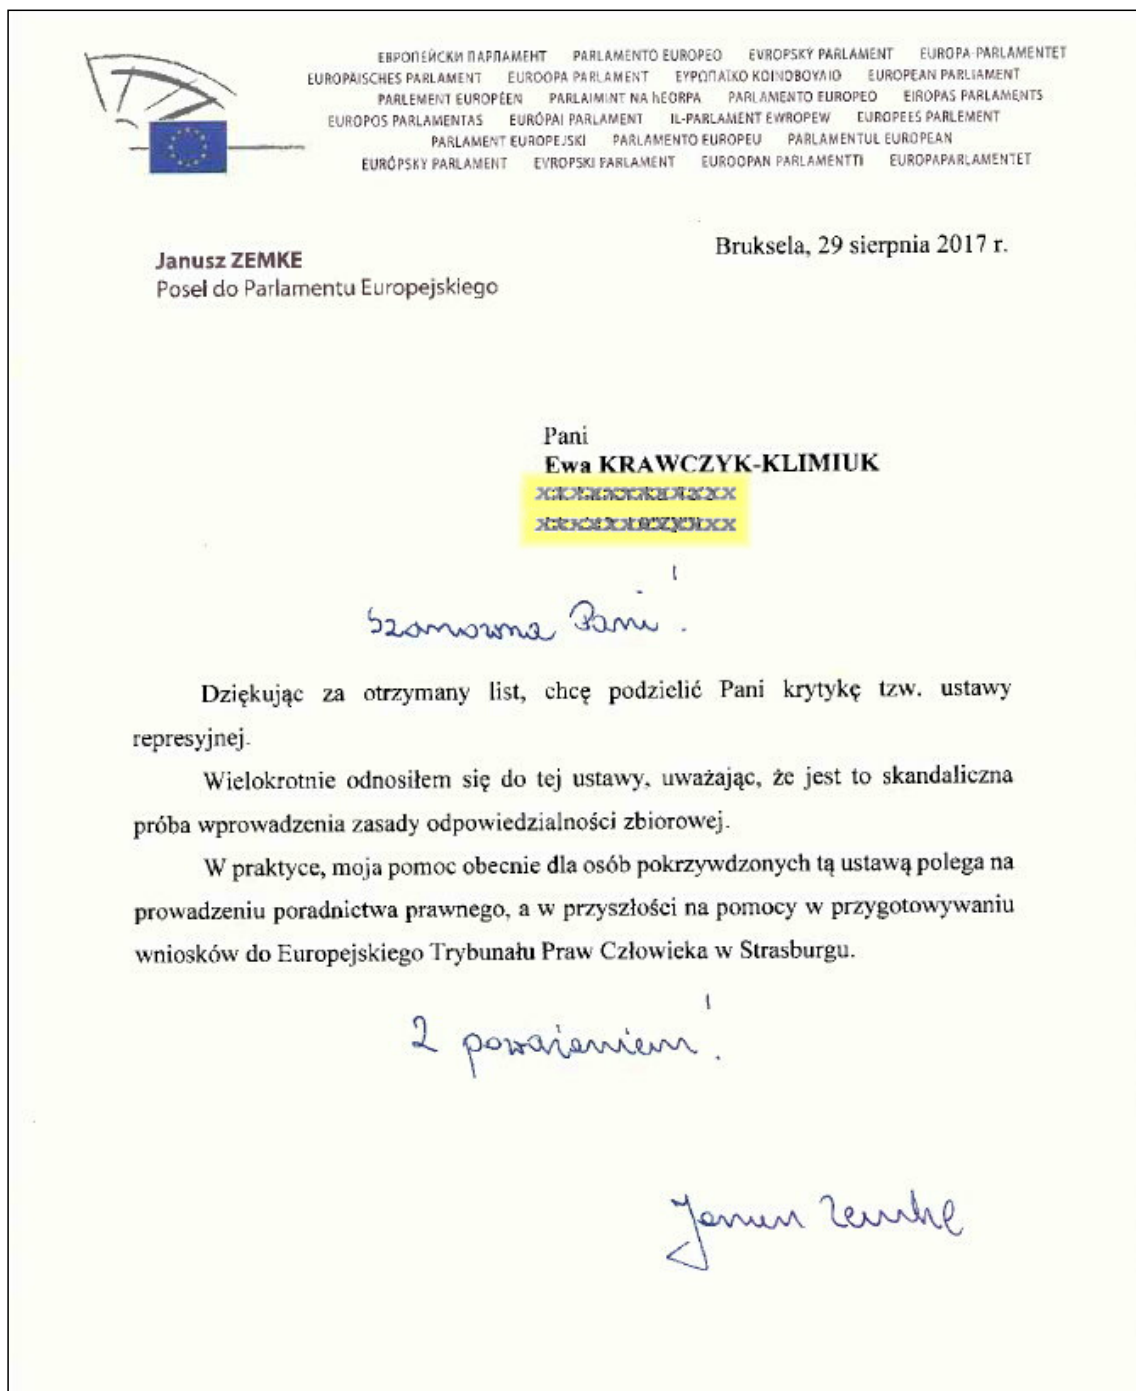 ЕВРОПЕЙСКИ ПАРЛАМЕНТ PARLAMENTO EUROPEO EVROPSKÝ PARLAMENT EUROPA-PARLAMENTET
EUROPÄISCHES PARLAMENT EUROOPA PARLAMENT ΕΥΡΩΠΑΪΚΟ ΚΟΙΝΟΒΟΥΛΙΟ EUROPEAN PARLIAMENT
PARLEMENT EUROPÉEN PARLAIMINT NA hEORPA PARLAMENTO EUROPEO EIROPAS PARLAMENTS
EUROPOS PARLAMENTAS EURÓPAI PARLAMENT IL-PARLAMENT EWROPEW EUROPEES PARLEMENT
PARLAMENT EUROPEJSKI PARLAMENTO EUROPEU PARLAMENTUL EUROPEAN
EURÓPSKY PARLAMENT EVROPSKI PARLAMENT EUROOPAN PARLAMENTTI EUROPAPARLAMENTET
Bruksela, 29 sierpnia 2017 r.
Janusz ZEMKE
Poseł do Parlamentu Europejskiego
Pani
Ewa KRAWCZYK-KLIMIUK
Szanowna Pani!
Dziękując za otrzymany list, chcę podzielić Pani krytykę tzw. ustawy
represyjnej.
Wielokrotnie odnosiłem się do tej ustawy, uważając, że jest to skandaliczna
próba wprowadzenia zasady odpowiedzialności zbiorowej.
W praktyce, moja pomoc obecnie dla osób pokrzywdzonych tą ustawą polega na
prowadzeniu poradnictwa prawnego, a w przyszłości na pomocy w przygotowywaniu
wniosków do Europejskiego Trybunału Praw Człowieka w Strasburgu.
Z poważaniem!
Janusz Zemke